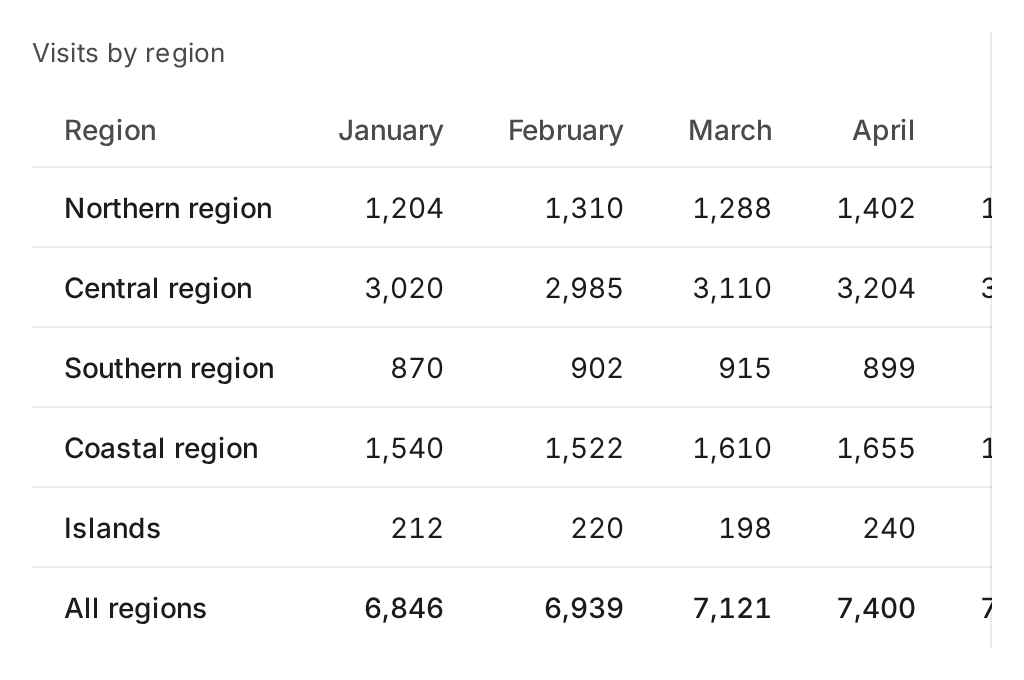 Visits by region
Region January February March April
Northern region 1,204 1,310 1,288 1,402
Central region 3,020 2,985 3,110 3,204
Southern region 870 902 915 899
Coastal region 1,540 1,522 1,610 1,655
Islands 212 220 198 240
All regions 6,846 6,939 7,121 7,400